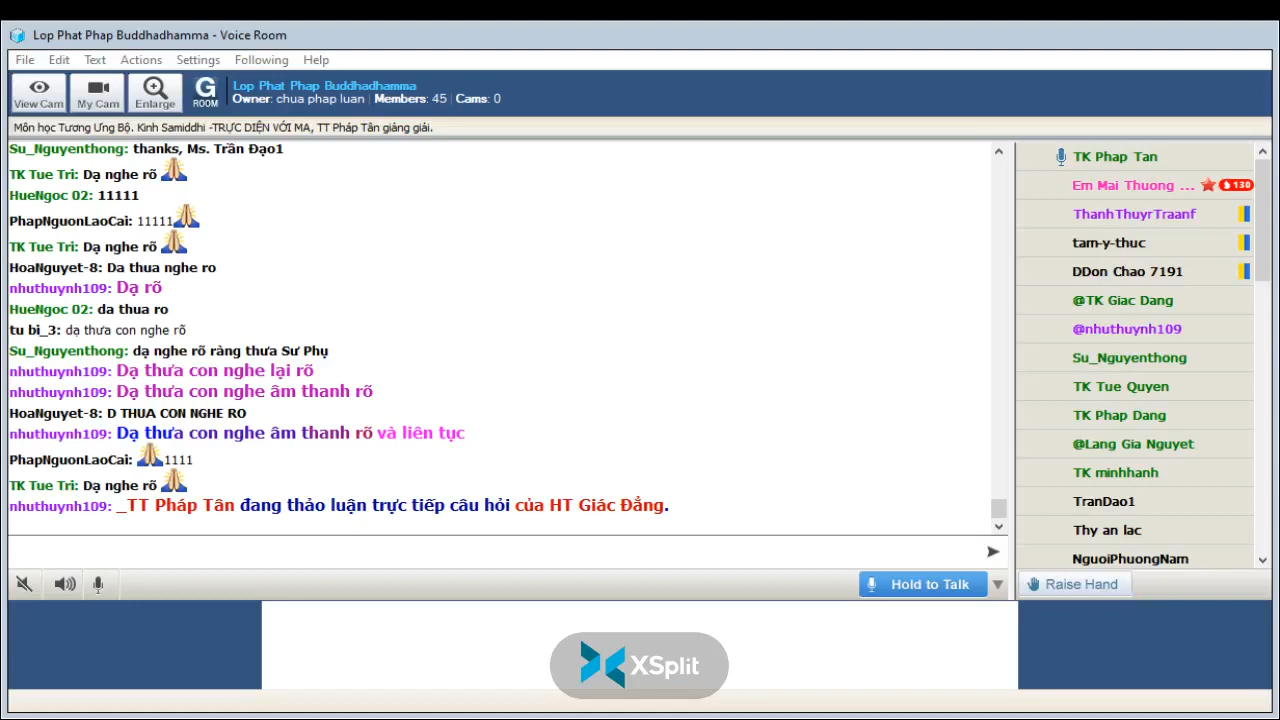 Lop Phat Phap Buddhadhamma - Voice Room
File Edit Text Actions Settings Following Help
View Cam My Cam Enlarge G ROOM
Lop Phat Phap Buddhadhamma
Owner: chua phap luan | Members: 45 | Cams: 0
Môn học Tương Ưng Bộ. Kinh Samiddhi -TRỰC DIỆN VỚI MA, TT Pháp Tân giảng giải.
Su_Nguyenthong: thanks, Ms. Trần Đạo1
TK Tue Tri: Dạ nghe rõ
HueNgoc 02: 11111
PhapNguonLaoCai: 11111
TK Tue Tri: Dạ nghe rõ
HoaNguyet-8: Da thua nghe ro
nhuthuynh109: Dạ rõ
HueNgoc 02: da thua ro
tu bi_3: dạ thưa con nghe rõ
Su_Nguyenthong: dạ nghe rõ ràng thưa Sư Phụ
nhuthuynh109: Dạ thưa con nghe lại rõ
nhuthuynh109: Dạ thưa con nghe âm thanh rõ
HoaNguyet-8: D THUA CON NGHE RO
nhuthuynh109: Dạ thưa con nghe âm thanh rõ và liên tục
PhapNguonLaoCai: 1111
TK Tue Tri: Dạ nghe rõ
nhuthuynh109: _TT Pháp Tân đang thảo luận trực tiếp câu hỏi của HT Giác Đẳng.
Hold to Talk
TK Phap Tan
Em Mai Thuong ... 130
ThanhThuyrTraanf
tam-y-thuc
DDon Chao 7191
@TK Giac Dang
@nhuthuynh109
Su_Nguyenthong
TK Tue Quyen
TK Phap Dang
@Lang Gia Nguyet
TK minhhanh
TranDao1
Thy an lac
NguoiPhuongNam
Raise Hand
XSplit